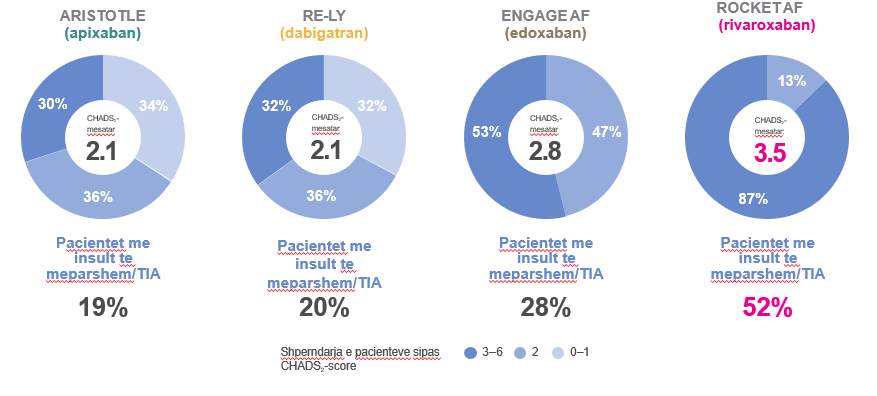 ARISTOTLE
(apixaban)
30%
34%
36%
CHADS₂-
mesatar
2.1
Pacientet me
insult te
meparshem/TIA
19%
RE-LY
(dabigatran)
32%
32%
36%
CHADS₂-
mesatar
2.1
Pacientet me
insult te
meparshem/TIA
20%
ENGAGE AF
(edoxaban)
53%
47%
CHADS₂-
mesatar
2.8
Pacientet me
insult te
meparshem/TIA
28%
ROCKET AF
(rivaroxaban)
13%
87%
CHADS₂-
mesatar:
3.5
Pacientet me
insult te
meparshem/TIA
52%
Shperndarja e pacienteve sipas
CHADS₂-score
3–6
2
0–1